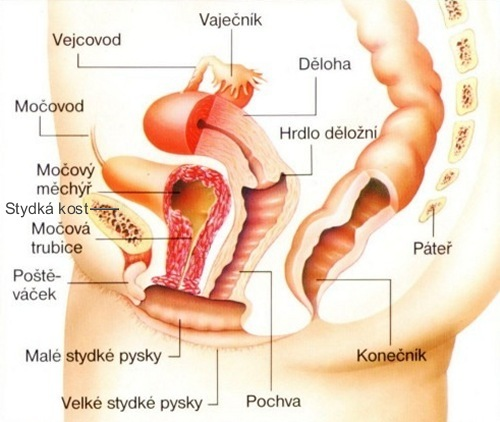 Vaječník
Vejcovod
Děloha
Močovod
Hrdlo děložní
Močový
měchýř
Stydká kost
Močová
trubice
Páteř
Poště-
váček
Malé stydké pysky
Konečník
Velké stydké pysky
Pochva